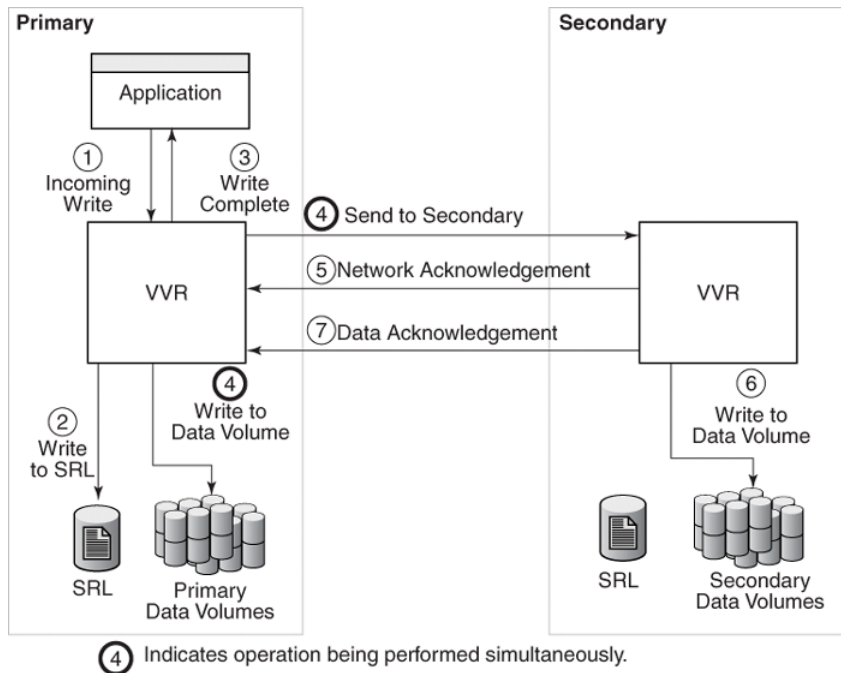 Primary
Secondary
Application
1
3
Incoming
Write
Write
Complete
4 Send to Secondary
5 Network Acknowledgement
VVR
VVR
7 Data Acknowledgement
4
6
Write to
Data Volume
Write to
Data Volume
2
Write
to SRL
SRL
Primary
Data Volumes
SRL
Secondary
Data Volumes
4 Indicates operation being performed simultaneously.